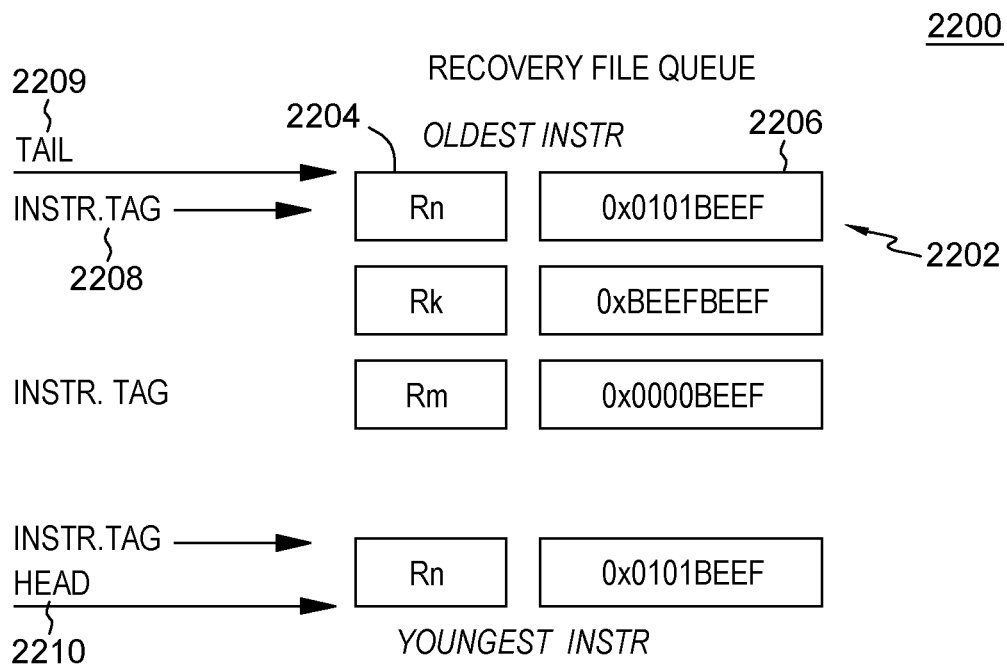 2200
RECOVERY FILE QUEUE
2209
2204
OLDEST INSTR
2206
TAIL
INSTR.TAG
Rn
0x0101BEEF
2208
2202
Rk
0xBEEFBEEF
INSTR. TAG
Rm
0x0000BEEF
INSTR.TAG
Rn
0x0101BEEF
HEAD
2210
YOUNGEST INSTR